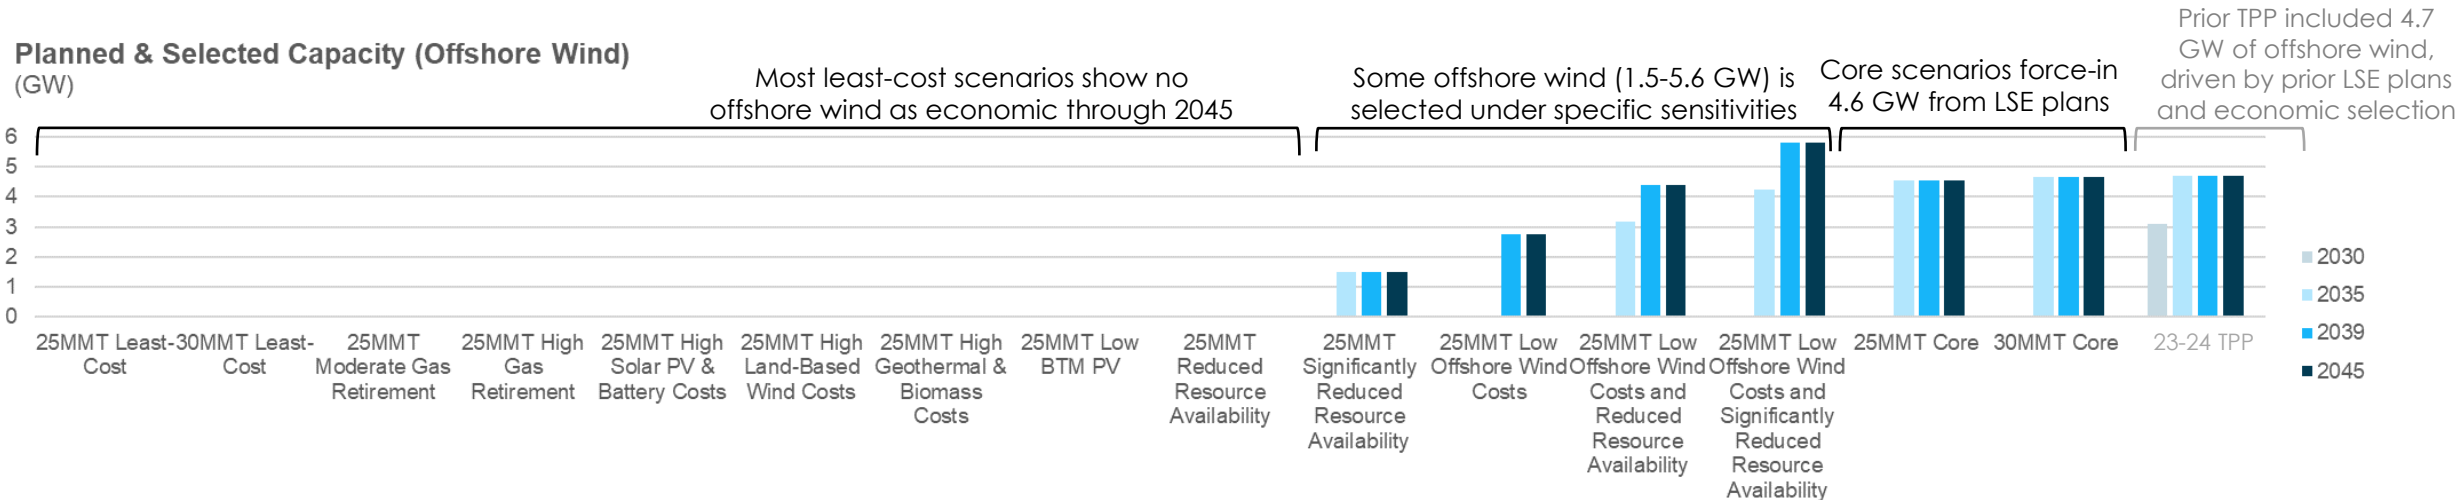 Planned & Selected Capacity (Offshore Wind)
(GW)
Most least-cost scenarios show no
offshore wind as economic through 2045
Some offshore wind (1.5-5.6 GW) is
selected under specific sensitivities
Core scenarios force-in
4.6 GW from LSE plans
Prior TPP included 4.7
GW of offshore wind,
driven by prior LSE plans
and economic selection
6
5
4
3
2
1
0
25MMT Least-
Cost
30MMT Least-
Cost
25MMT
Moderate Gas
Retirement
25MMT High
Gas
Retirement
25MMT High
Solar PV &
Battery Costs
25MMT High
Land-Based
Wind Costs
25MMT High
Geothermal &
Biomass
Costs
25MMT Low
BTM PV
25MMT
Reduced
Resource
Availability
25MMT
Significantly
Reduced
Resource
Availability
25MMT Low
Offshore Wind
Costs
25MMT Low
Offshore Wind
Costs and
Reduced
Resource
Availability
25MMT Low
Offshore Wind
Costs and
Significantly
Reduced
Resource
Availability
25MMT Core
30MMT Core
23-24 TPP
2030
2035
2039
2045